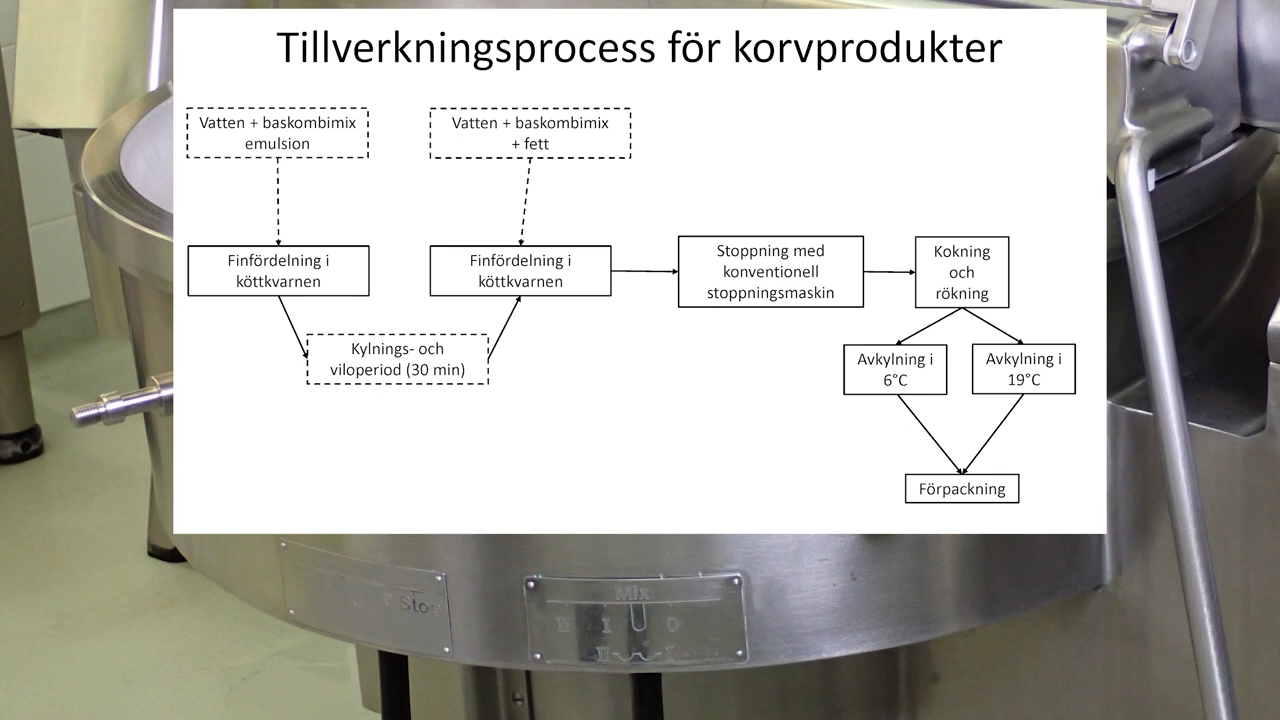 Tillverkningsprocess för korvprodukter
Vatten + baskombimix
emulsion
Vatten + baskombimix
+ fett
Finfördelning i
köttkvarnen
Finfördelning i
köttkvarnen
Stoppning med
konventionell
stoppningsmaskin
Kokning
och
rökning
Kylnings- och
viloperiod (30 min)
Avkylning i
6°C
Avkylning i
19°C
Förpackning
Mix